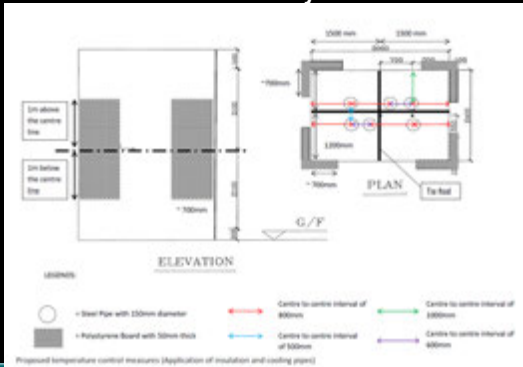 1500 mm
1500 mm
700
~700mm
1m above
the centre
line
1m below
the centre
line
~700mm
1200mm
~700mm
PLAN
Tie Rod
G/F
ELEVATION
LEGENDS:
= Steel Pipe with 150mm diameter
= Polystyrene Board with 50mm thick
Centre to centre interval of
800mm
Centre to centre interval
of 500mm
Centre to centre interval of
1000mm
Centre to centre interval of
600mm
Proposed temperature control measures (Application of insulation and cooling pipes)